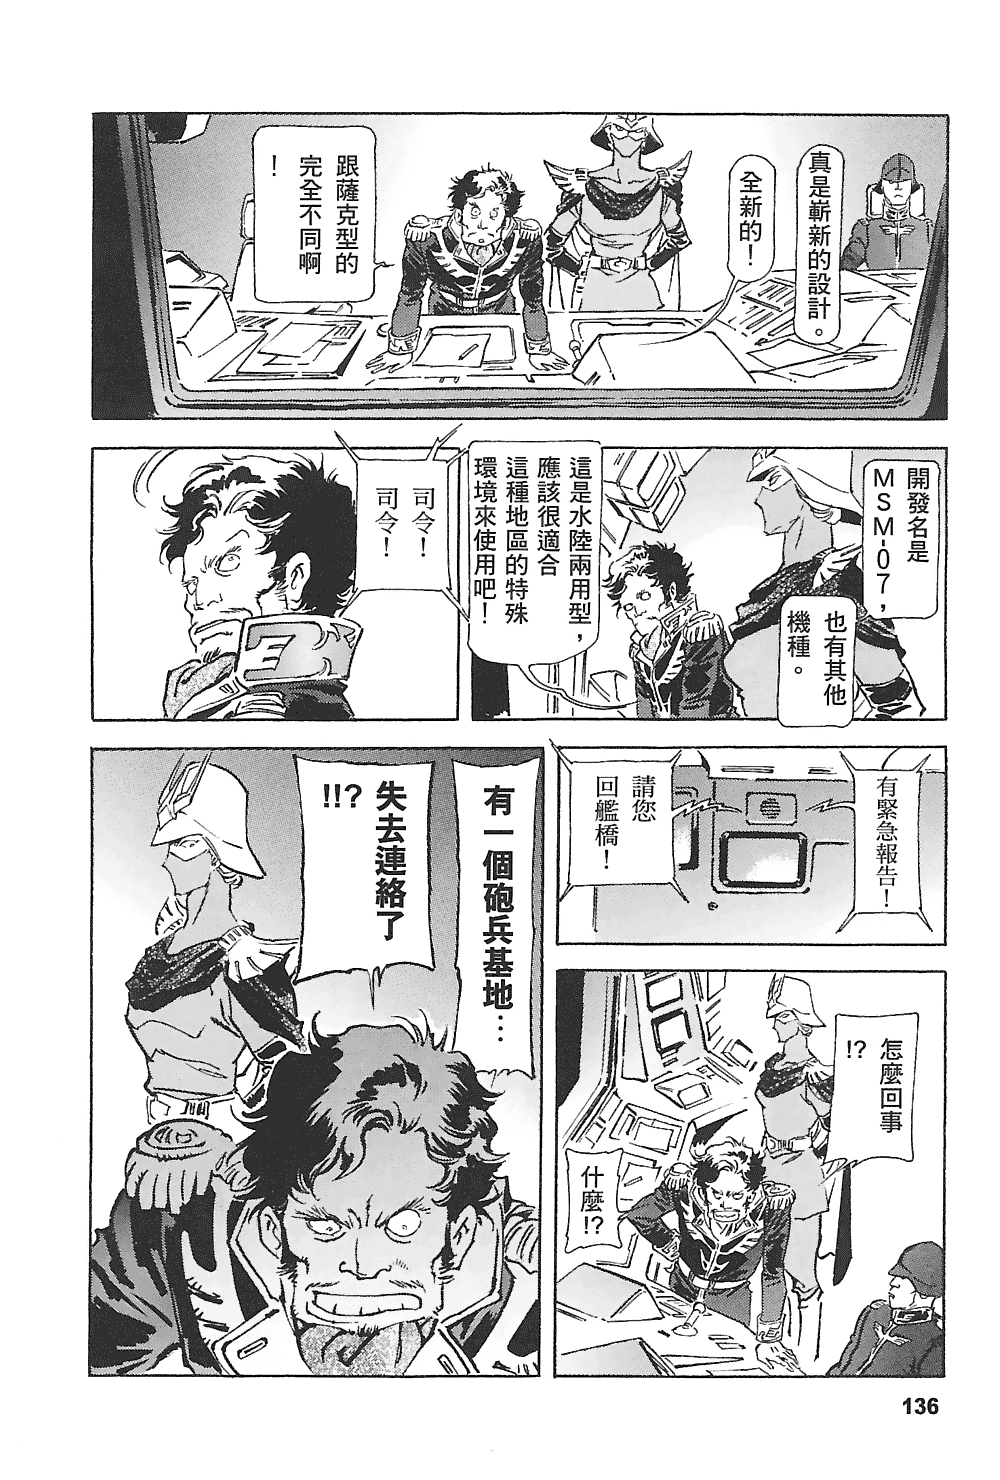 真是嶄新的設計。
全新的！
跟薩克型的
完全不同啊
！
開發名是
MSM-07，
也有其他
機種。
這是水陸兩用型，
應該很適合
這種地區的特殊
環境來使用吧！
司令！
司令！
有緊急報告！
請您
回艦橋！
怎麼回事
!?
什麼!?
有一個砲兵基地…
失去連絡了
!!?
136